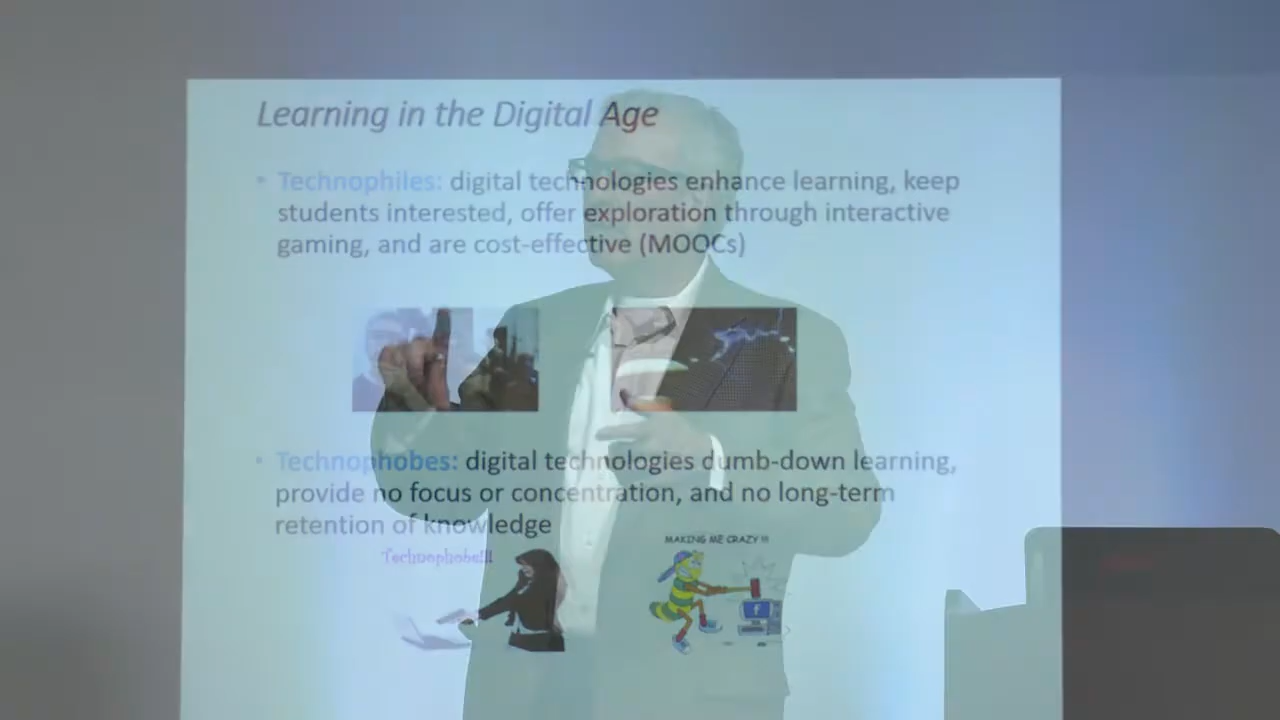 Learning in the Digital Age
• Technophiles: digital technologies enhance learning, keep
students interested, offer exploration through interactive
gaming, and are cost-effective (MOOCs)
• Technophobes: digital technologies dumb-down learning,
provide no focus or concentration, and no long-term
retention of knowledge
Technophobe!!!
MAKING ME CRAZY !!!
f